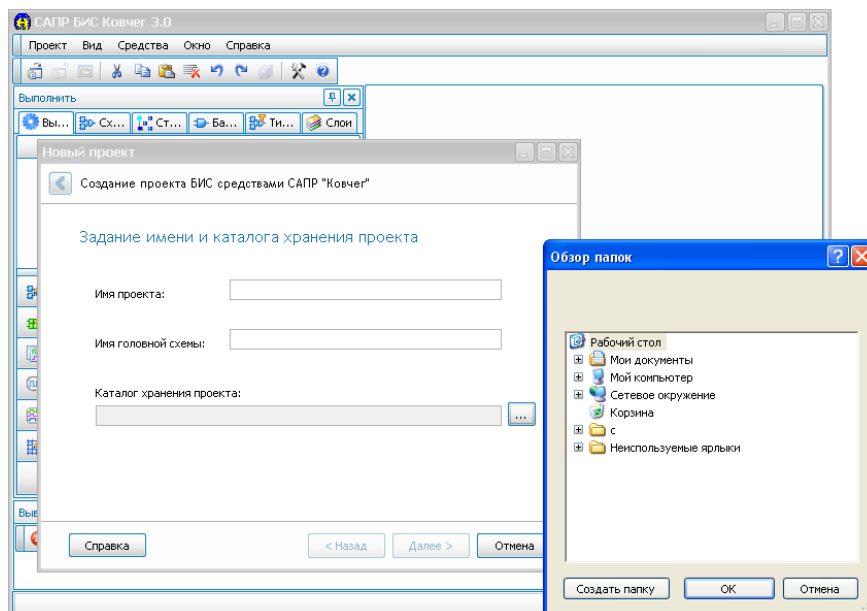 САПР БИС Ковчег 3.0
Проект Вид Средства Окно Справка
Выполнить
Вы... Сх... Ст... Ба... Ти... Слои
Новый проект
Создание проекта БИС средствами САПР "Ковчег"
Задание имени и каталога хранения проекта
Имя проекта:
Имя головной схемы:
Каталог хранения проекта:
...
Справка < Назад Далее > Отмена
Обзор папок
Рабочий стол
Мои документы
Мой компьютер
Сетевое окружение
Корзина
с
Неиспользуемые ярлыки
Создать папку ОК Отмена